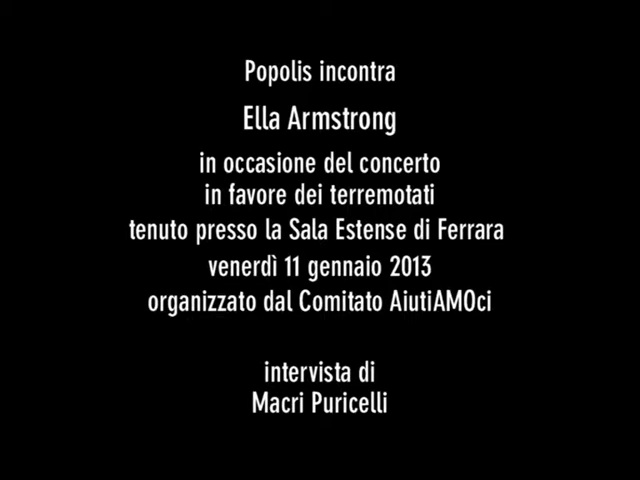 Popolis incontra
Ella Armstrong
in occasione del concerto
in favore dei terremotati
tenuto presso la Sala Estense di Ferrara
venerdì 11 gennaio 2013
organizzato dal Comitato AiutiAMOci
intervista di
Macri Puricelli